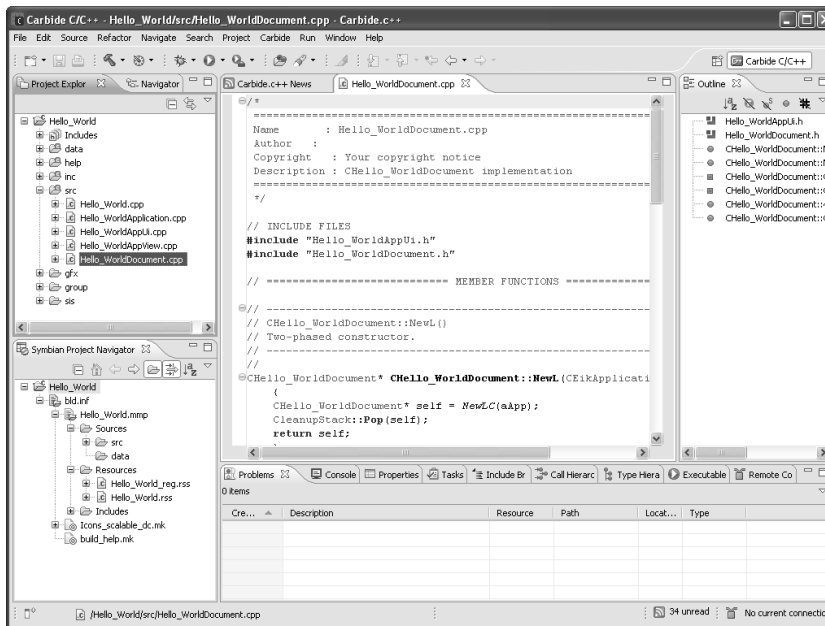 Carbide C/C++ - Hello_World/src/Hello_WorldDocument.cpp - Carbide.c++
File Edit Source Refactor Navigate Search Project Carbide Run Window Help
Carbide C/C++
Project Explor
Navigator
Hello_World
Includes
data
help
inc
src
Hello_World.cpp
Hello_WorldApplication.cpp
Hello_WorldAppUi.cpp
Hello_WorldAppView.cpp
Hello_WorldDocument.cpp
gfx
group
sis
Symbian Project Navigator
Hello_World
bld.inf
Hello_World.mmp
Sources
src
data
Resources
Hello_World_reg.rss
Hello_World.rss
Includes
Icons_scalable_dc.mk
build_help.mk
Carbide.c++ News
Hello_WorldDocument.cpp
/*
============================================================
Name : Hello_WorldDocument.cpp
Author :
Copyright : Your copyright notice
Description : CHello_WorldDocument implementation
============================================================
*/
// INCLUDE FILES
#include "Hello_WorldAppUi.h"
#include "Hello_WorldDocument.h"
// ============================ MEMBER FUNCTIONS =============
// -----------------------------------------------------------
// CHello_WorldDocument::NewL()
// Two-phased constructor.
// -----------------------------------------------------------
//
CHello_WorldDocument* CHello_WorldDocument::NewL(CEikApplicati
{
CHello_WorldDocument* self = NewLC(aApp);
CleanupStack::Pop(self);
return self;
Outline
Hello_WorldAppUi.h
Hello_WorldDocument.h
CHello_WorldDocument::
CHello_WorldDocument::
CHello_WorldDocument::
CHello_WorldDocument::
CHello_WorldDocument::
CHello_WorldDocument::
Problems
Console
Properties
Tasks
Include Br
Call Hierarc
Type Hiera
Executable
Remote Co
0 items
Cre... Description Resource Path Locat... Type
/Hello_World/src/Hello_WorldDocument.cpp
34 unread
No current connectio